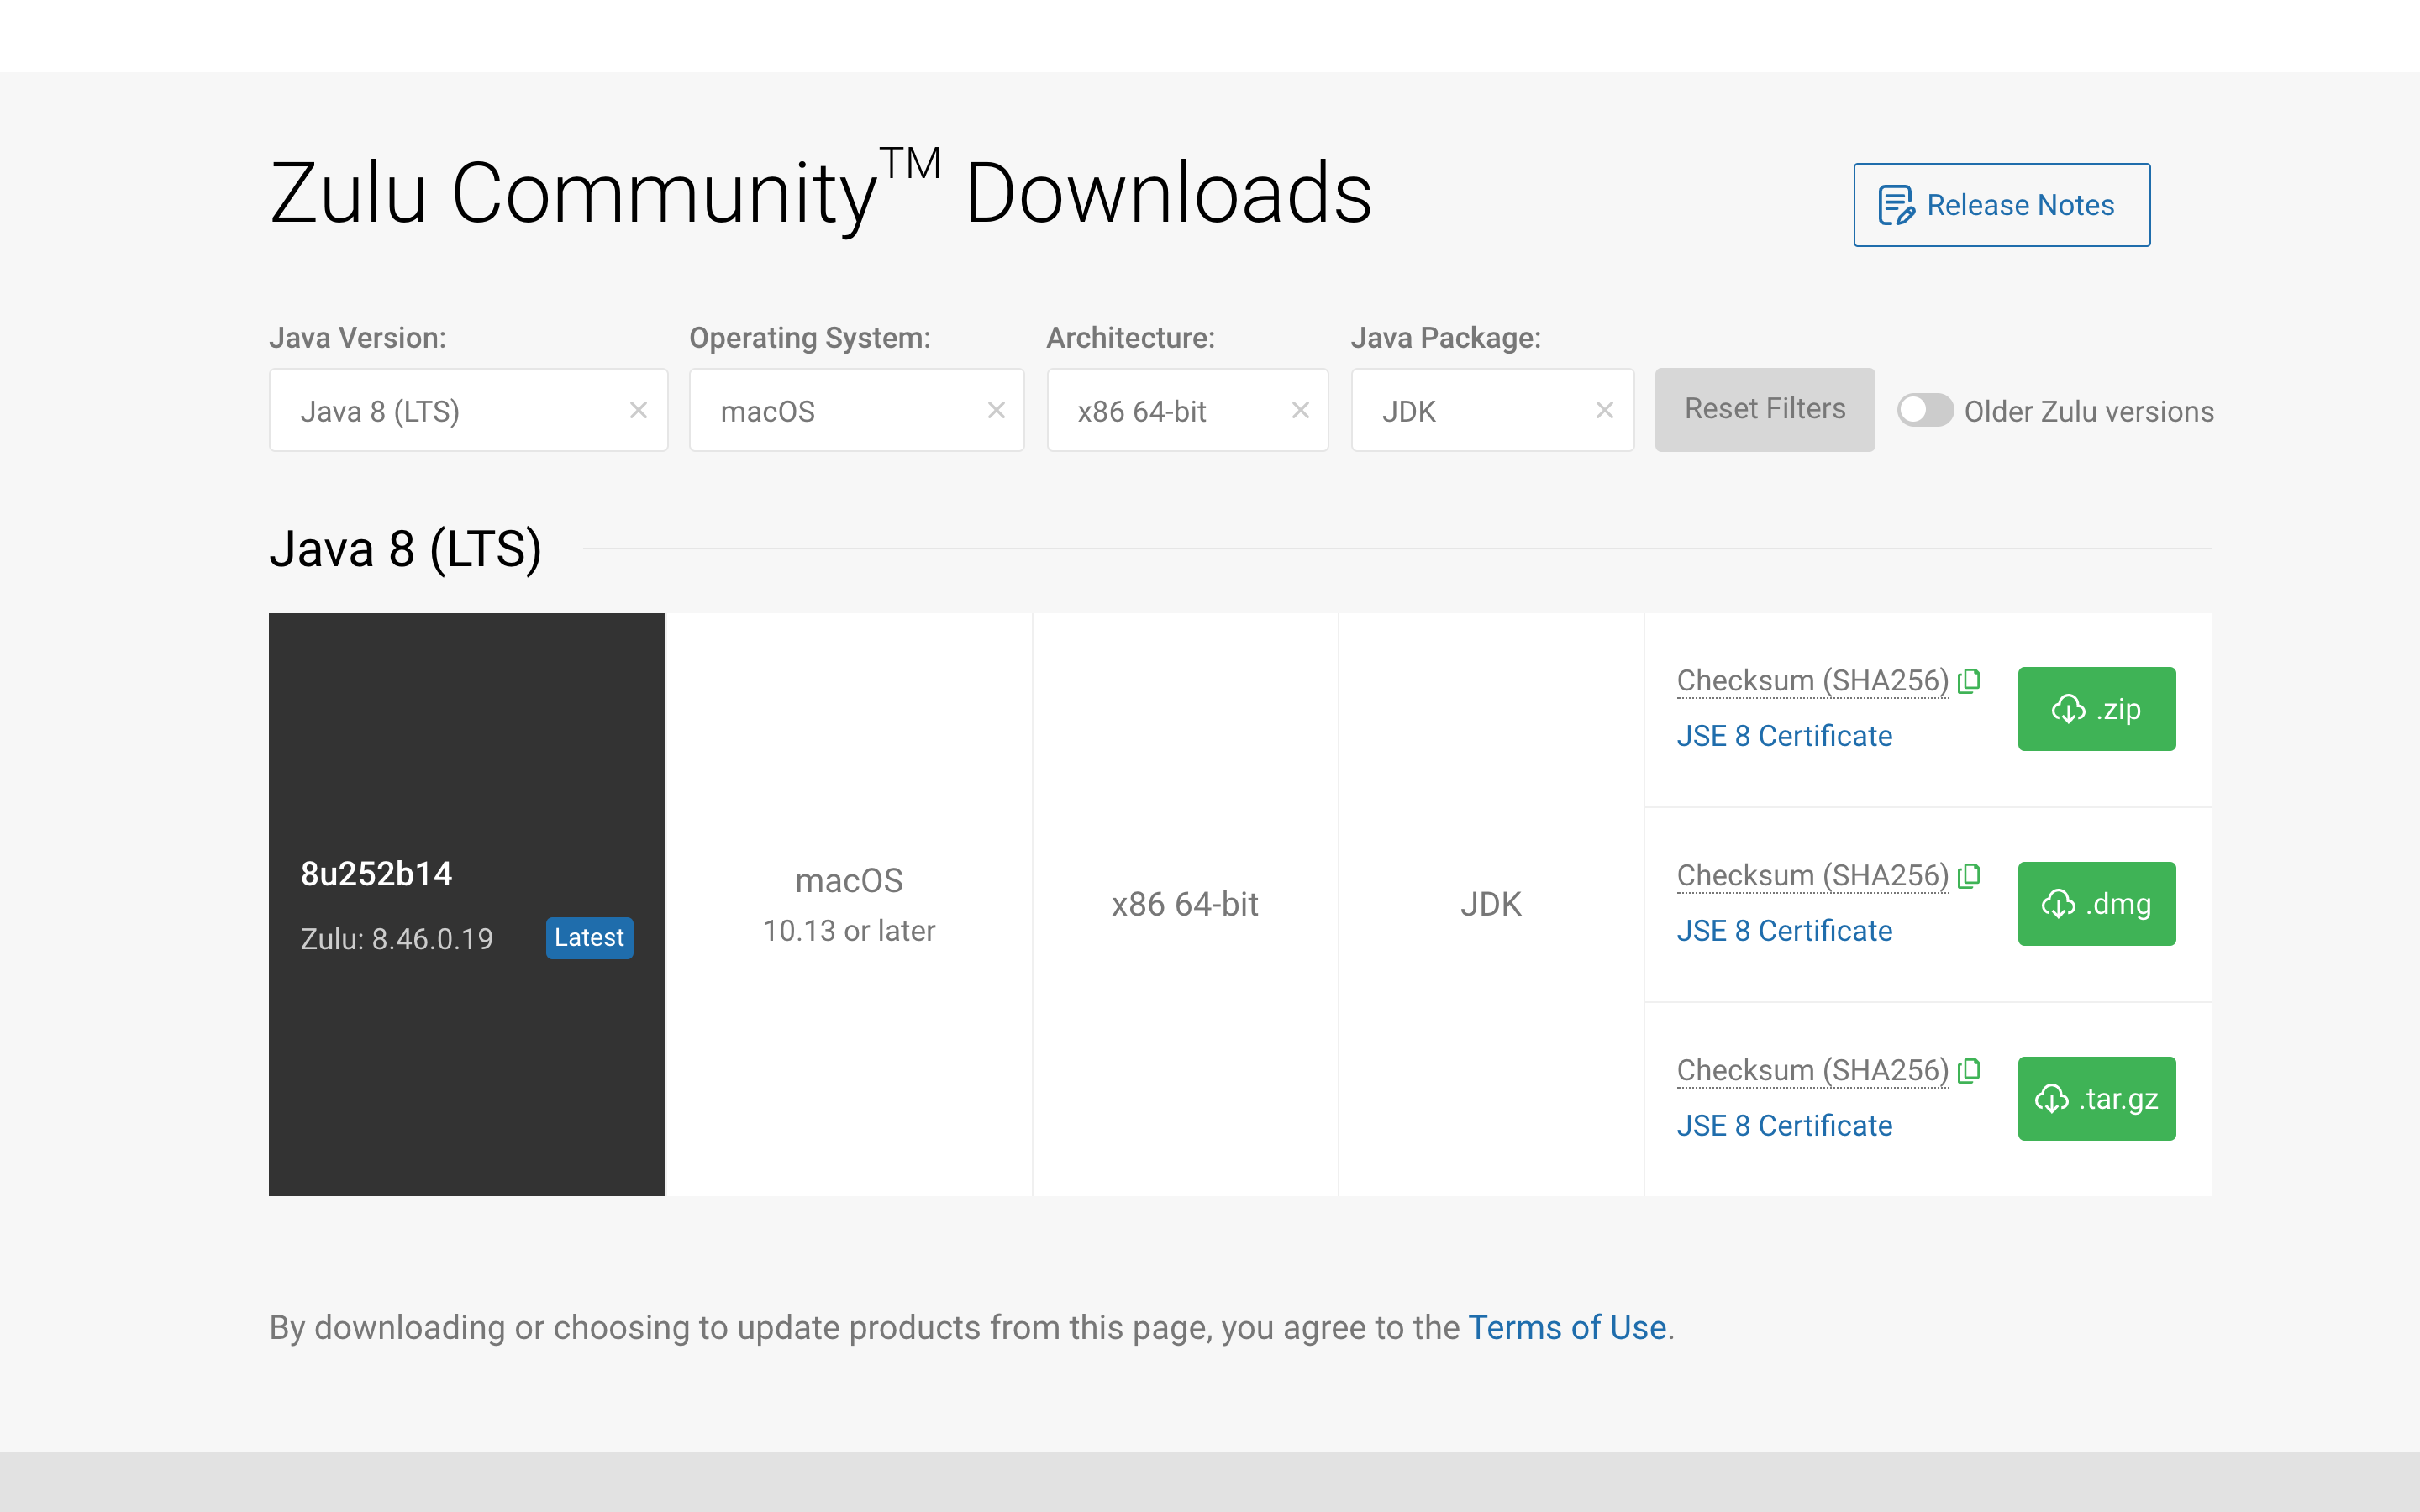 Zulu Community™ Downloads
Release Notes
Java Version:
Operating System:
Architecture:
Java Package:
Java 8 (LTS)
macOS
x86 64-bit
JDK
Reset Filters
Older Zulu versions
Java 8 (LTS)
8u252b14
Zulu: 8.46.0.19
Latest
macOS
10.13 or later
x86 64-bit
JDK
Checksum (SHA256)
JSE 8 Certificate
.zip
Checksum (SHA256)
JSE 8 Certificate
.dmg
Checksum (SHA256)
JSE 8 Certificate
.tar.gz
By downloading or choosing to update products from this page, you agree to the Terms of Use.